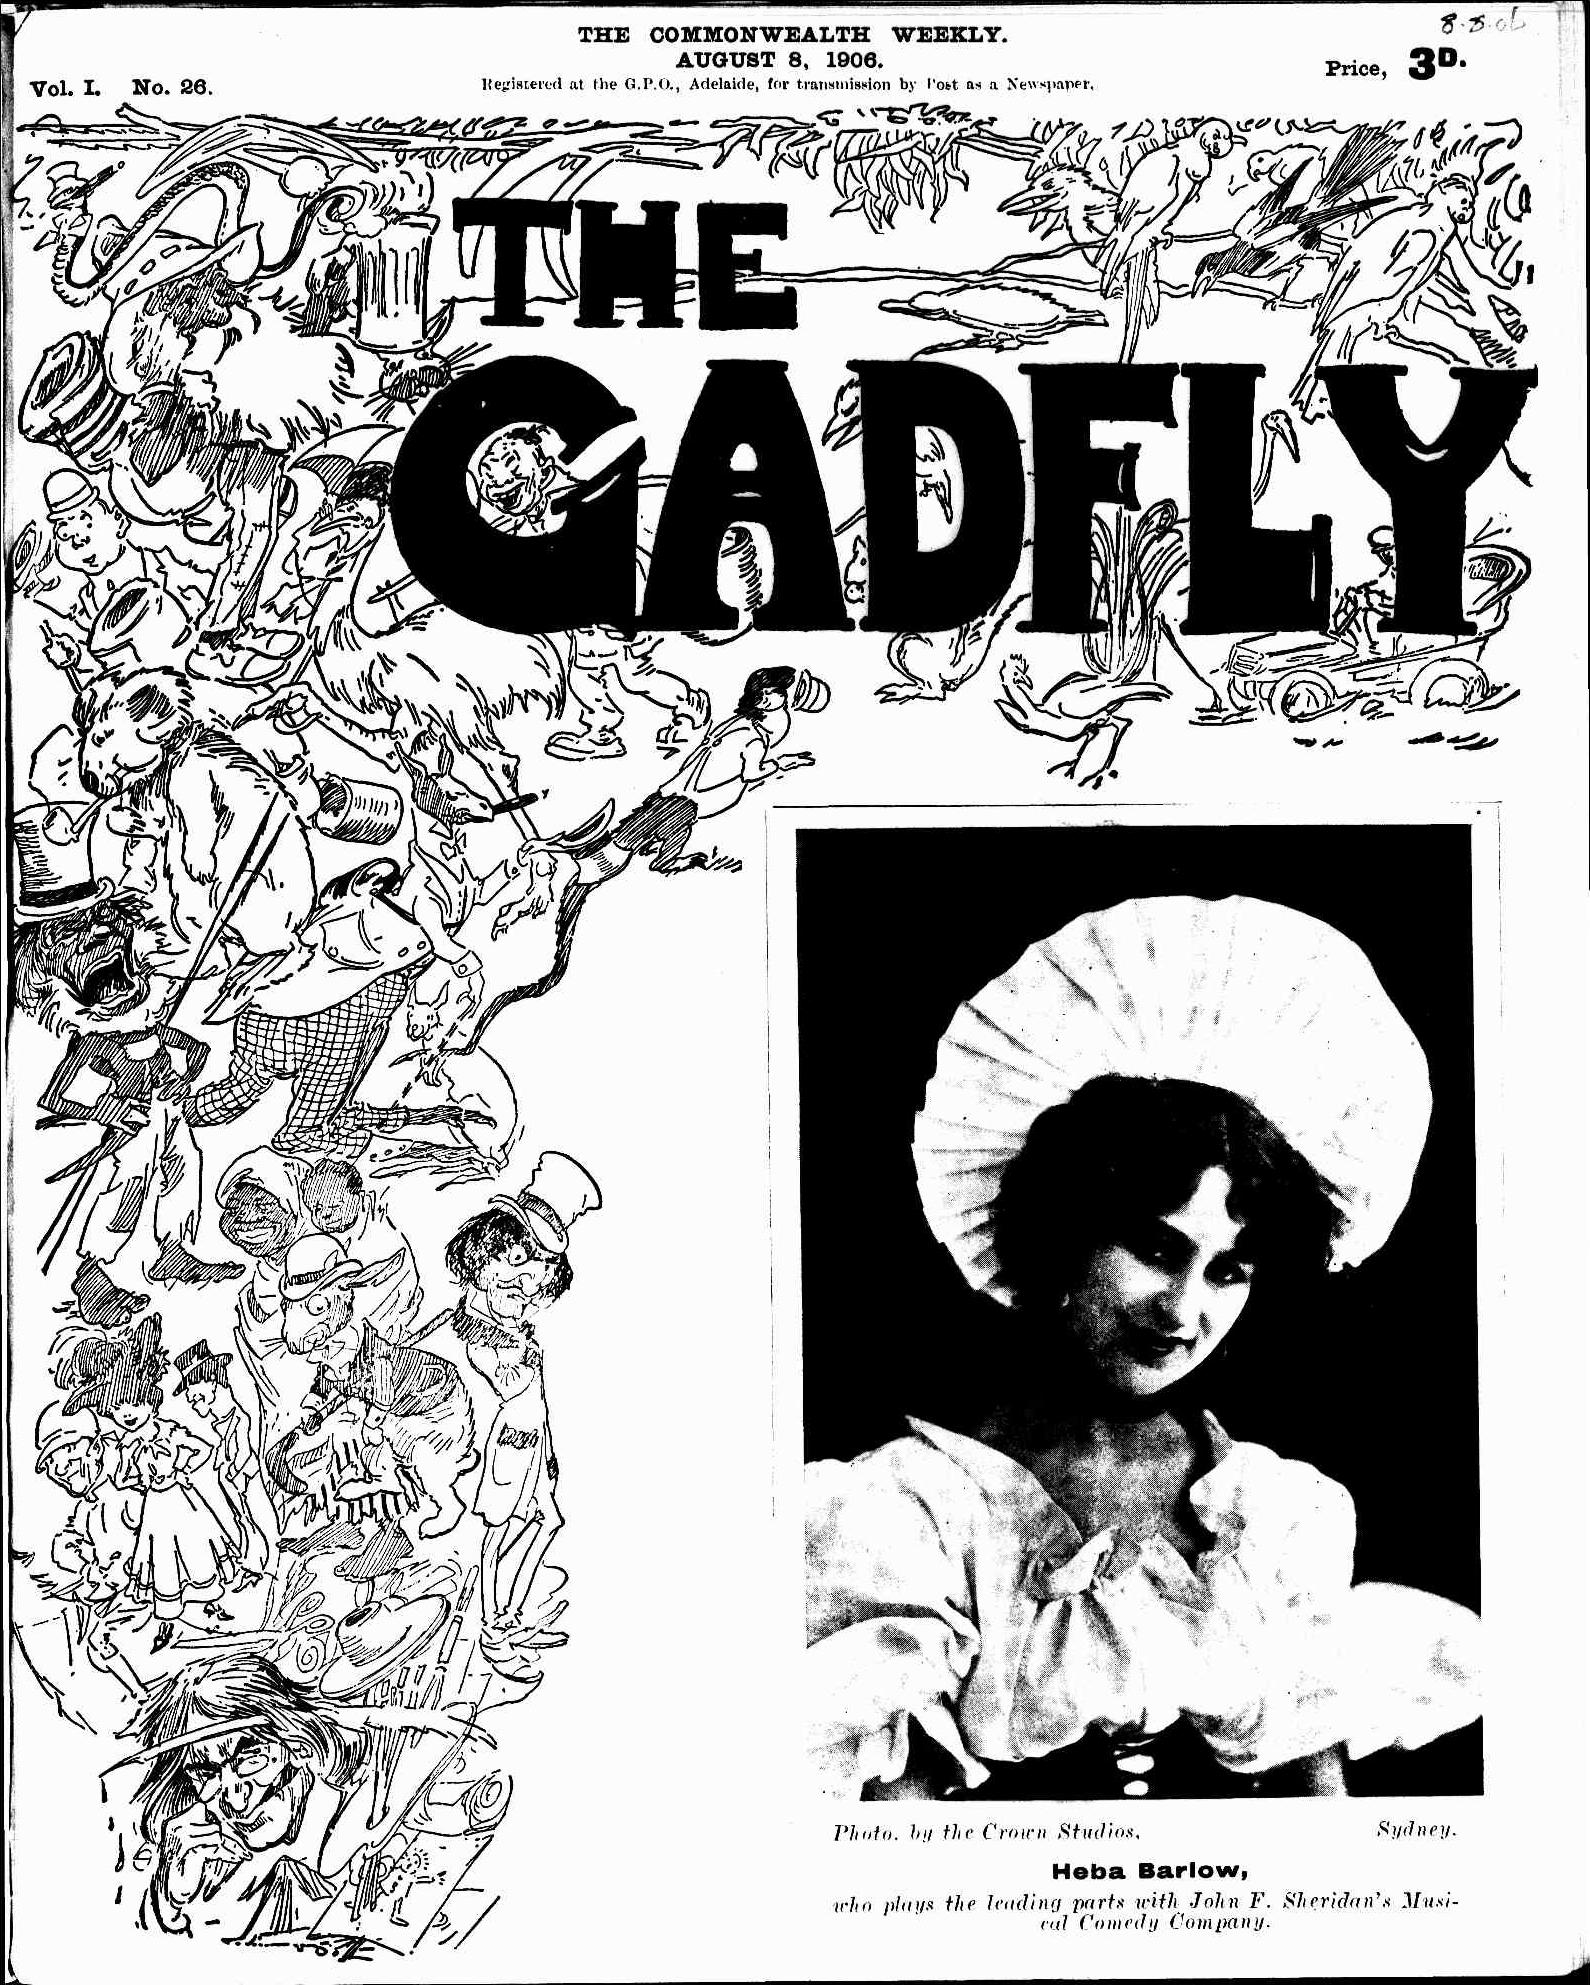 8.8.06
THE COMMONWEALTH WEEKLY.
AUGUST 8, 1906.
Vol. I. No. 26.
Registered at the G.P.O., Adelaide, for transmission by Post as a Newspaper.
Price, 3D.
THE
GADFLY
Photo. by the Crown Studios, Sydney.
Heba Barlow,
who plays the leading parts with John F. Sheridan's Musi-
cal Comedy Company.